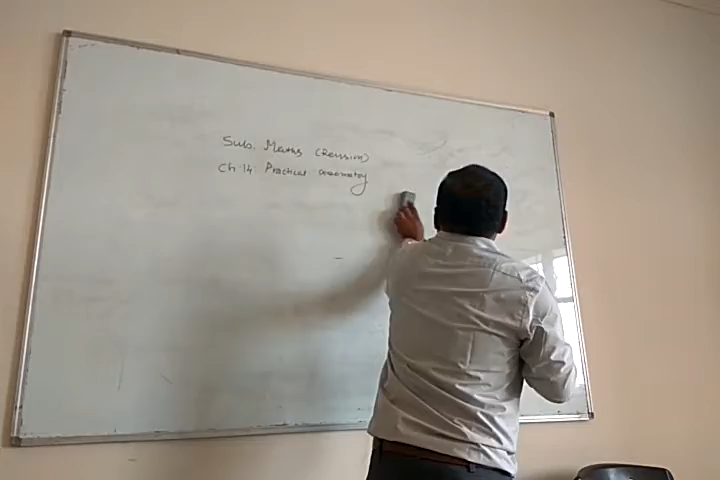 Sub. Maths (Revision)
Ch.14. Practical Geometry